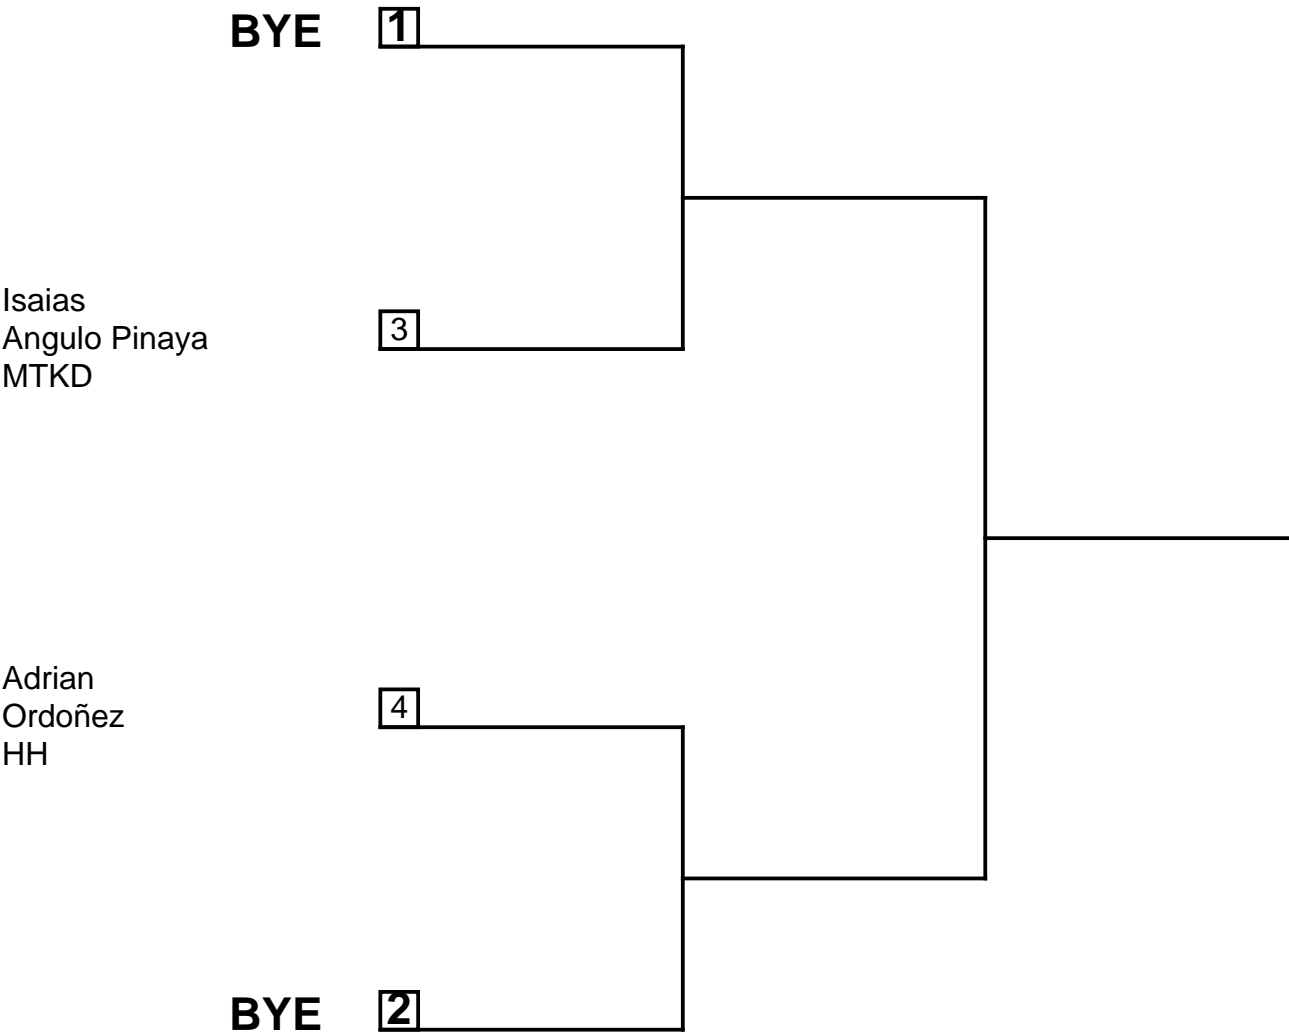 BYE 1
Isaias
Angulo Pinaya
MTKD
3
Adrian
Ordoñez
HH
4
BYE 2